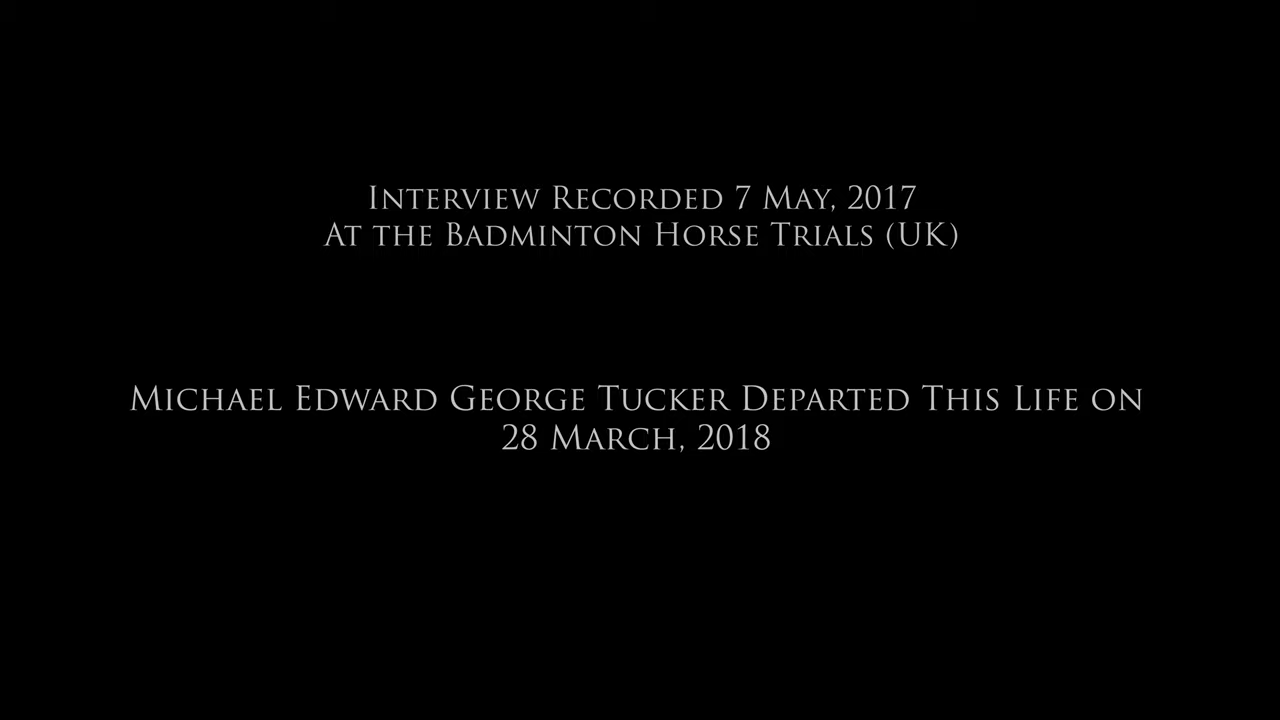 Interview Recorded 7 May, 2017
At the Badminton Horse Trials (UK)
Michael Edward George Tucker Departed This Life on
28 March, 2018